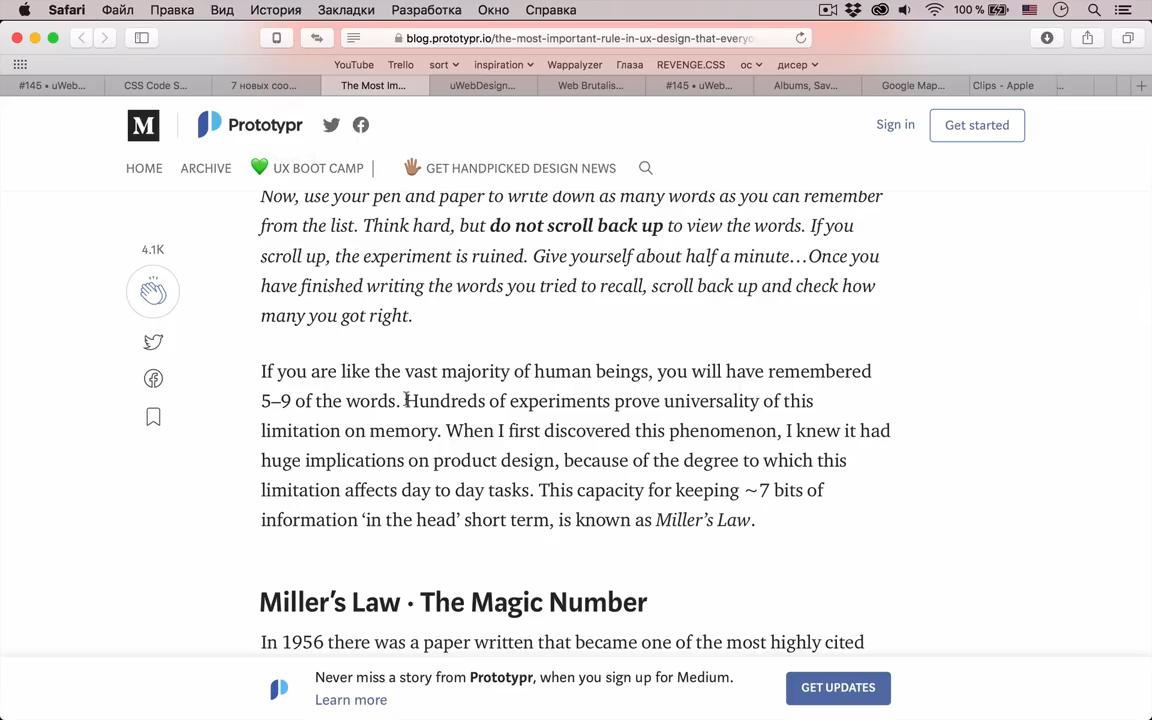 Safari Файл Правка Вид История Закладки Разработка Окно Справка 100 %
blog.prototypr.io/the-most-important-rule-in-ux-design-that-everyo
YouTube Trello sort inspiration Wappalyzer Глаза REVENGE.CSS ос дисер
#145 • uWeb... CSS Code S... 7 новых соо... The Most Im... uWebDesign... Web Brutalis... #145 • uWeb... Albums, Sav... Google Map... Clips - Apple ...
M Prototypr Sign in Get started
HOME ARCHIVE UX BOOT CAMP | GET HANDPICKED DESIGN NEWS
Now, use your pen and paper to write down as many words as you can remember
from the list. Think hard, but do not scroll back up to view the words. If you
scroll up, the experiment is ruined. Give yourself about half a minute…Once you
have finished writing the words you tried to recall, scroll back up and check how
many you got right.
4.1K
If you are like the vast majority of human beings, you will have remembered
5–9 of the words. Hundreds of experiments prove universality of this
limitation on memory. When I first discovered this phenomenon, I knew it had
huge implications on product design, because of the degree to which this
limitation affects day to day tasks. This capacity for keeping ~7 bits of
information ‘in the head’ short term, is known as Miller’s Law.
Miller’s Law · The Magic Number
In 1956 there was a paper written that became one of the most highly cited
Never miss a story from Prototypr, when you sign up for Medium.
Learn more
GET UPDATES